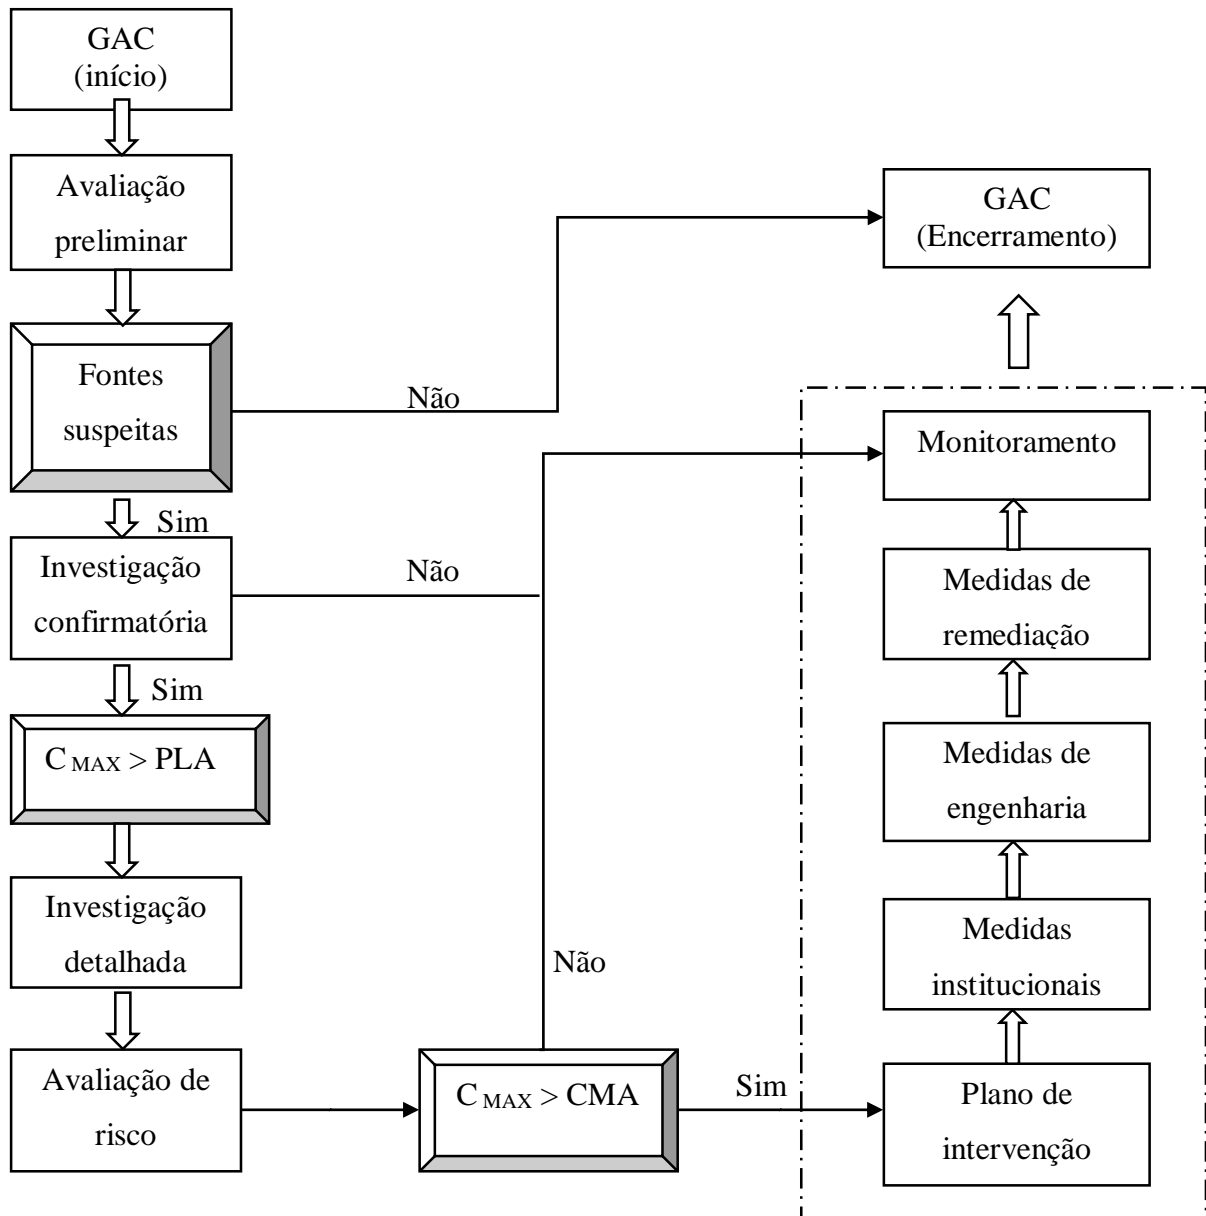 GAC
(início)
Avaliação
preliminar
Fontes
suspeitas
Não
Sim
Investigação
confirmatória
Não
Sim
C MAX > PLA
Investigação
detalhada
Avaliação de
risco
Não
C MAX > CMA
Sim
Plano de
intervenção
Medidas
institucionais
Medidas de
engenharia
Medidas de
remediação
Monitoramento
GAC
(Encerramento)